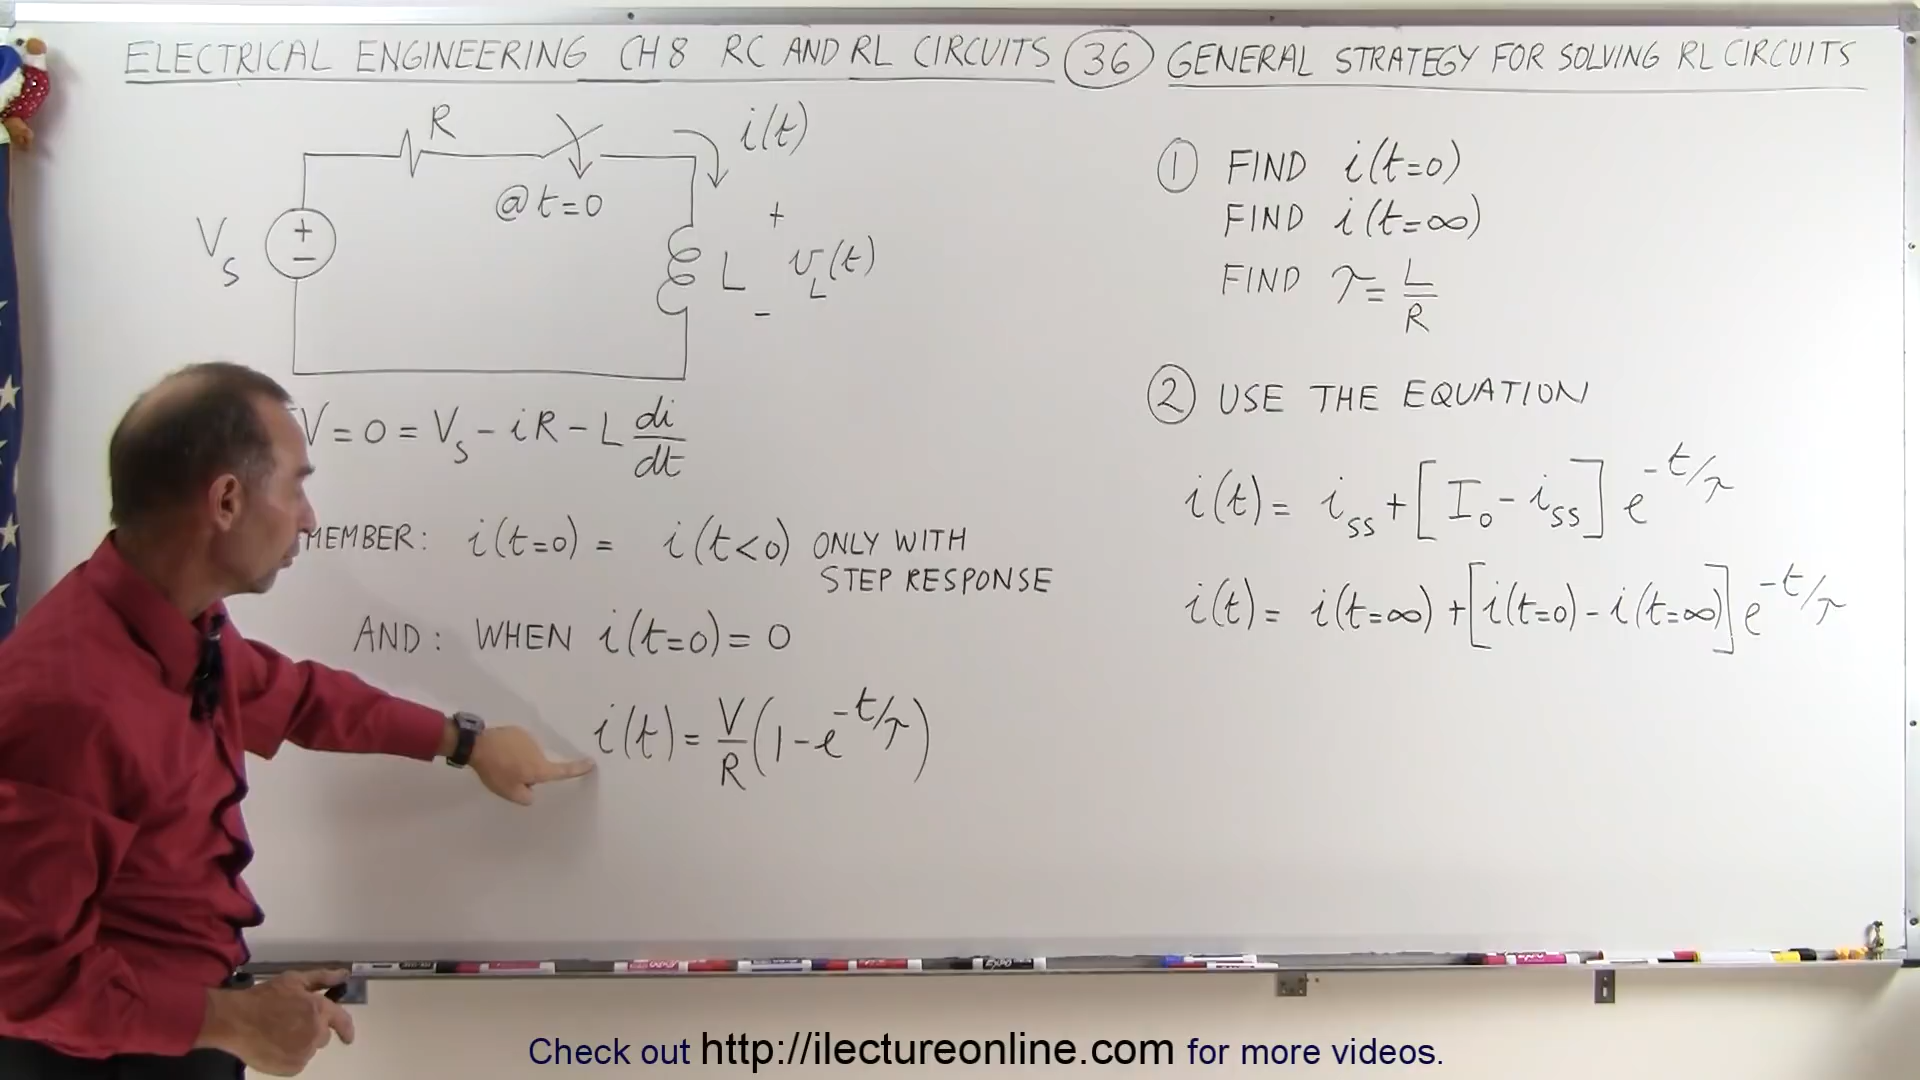 ELECTRICAL ENGINEERING CH 8 RC AND RL CIRCUITS 36 GENERAL STRATEGY FOR SOLVING RL CIRCUITS
R
i(t)
@ t=0
V_S
+
−
+
L
v_L(t)
-
V = 0 = V_S - iR - L di/dt
MEMBER: i(t=0) = i(t<0) ONLY WITH
STEP RESPONSE
AND: WHEN i(t=0) = 0
i(t) = V/R (1 - e^{-t/τ})
1 FIND i(t=0)
FIND i(t=∞)
FIND τ = L/R
2 USE THE EQUATION
i(t) = i_SS + [I_0 - i_SS] e^{-t/τ}
i(t) = i(t=∞) + [i(t=0) - i(t=∞)] e^{-t/τ}
Check out http://ilectureonline.com for more videos.